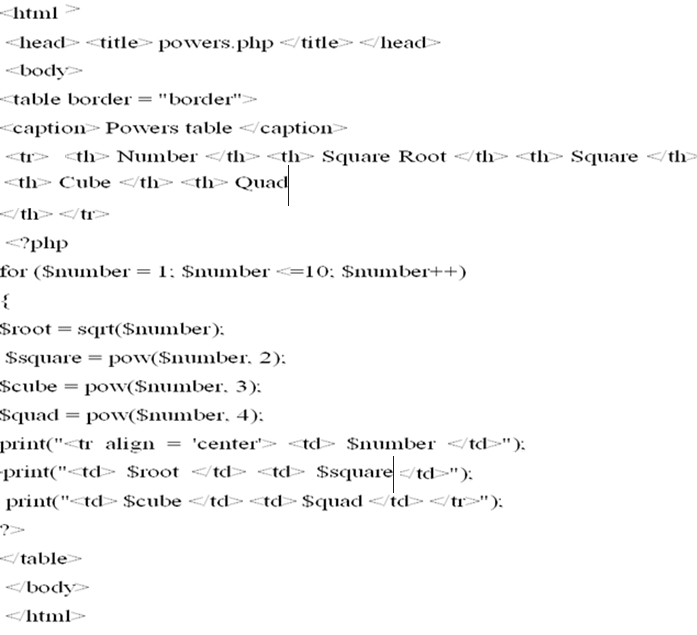 <html >
<head> <title> powers.php </title> </head>
<body>
<table border = "border">
<caption> Powers table </caption>
<tr> <th> Number </th> <th> Square Root </th> <th> Square </th>
<th> Cube </th> <th> Quad
</th> </tr>
<?php
for ($number = 1; $number <=10; $number++)
{
$root = sqrt($number);
$square = pow($number, 2);
$cube = pow($number, 3);
$quad = pow($number, 4);
print("<tr align = 'center'> <td> $number </td>");
print("<td> $root </td> <td> $square </td>");
print("<td> $cube </td> <td> $quad </td> </tr>");
?>
</table>
</body>
</html>